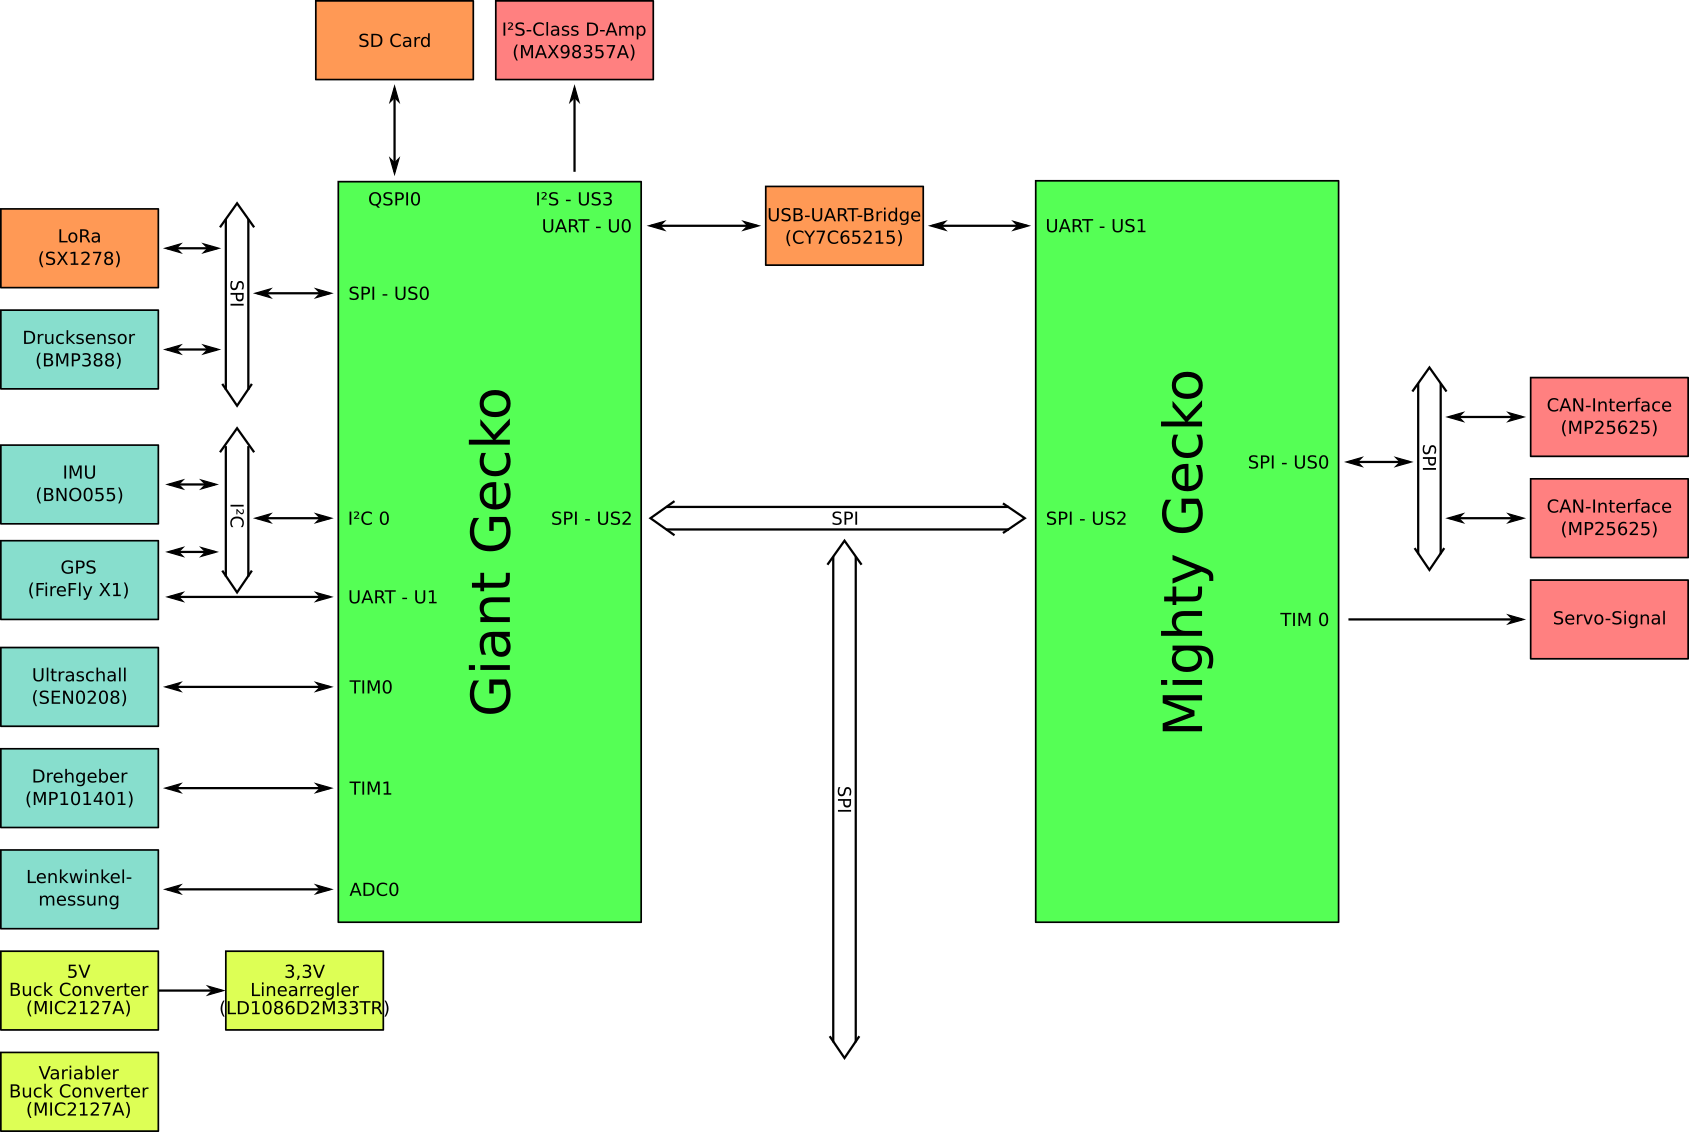 SD Card
I²S-Class D-Amp
(MAX98357A)
QSPI0
I²S - US3
UART - U0
USB-UART-Bridge
(CY7C65215)
UART - US1
LoRa
(SX1278)
SPI
SPI - US0
Drucksensor
(BMP388)
IMU
(BNO055)
I²C
I²C 0
GPS
(FireFly X1)
UART - U1
Ultraschall
(SEN0208)
TIM0
Drehgeber
(MP101401)
TIM1
Lenkwinkel-
messung
ADC0
Giant Gecko
SPI - US2
SPI
SPI
SPI - US2
Mighty Gecko
SPI - US0
TIM 0
SPI
CAN-Interface
(MP25625)
CAN-Interface
(MP25625)
Servo-Signal
5V
Buck Converter
(MIC2127A)
3,3V
Linearregler
(LD1086D2M33TR)
Variabler
Buck Converter
(MIC2127A)